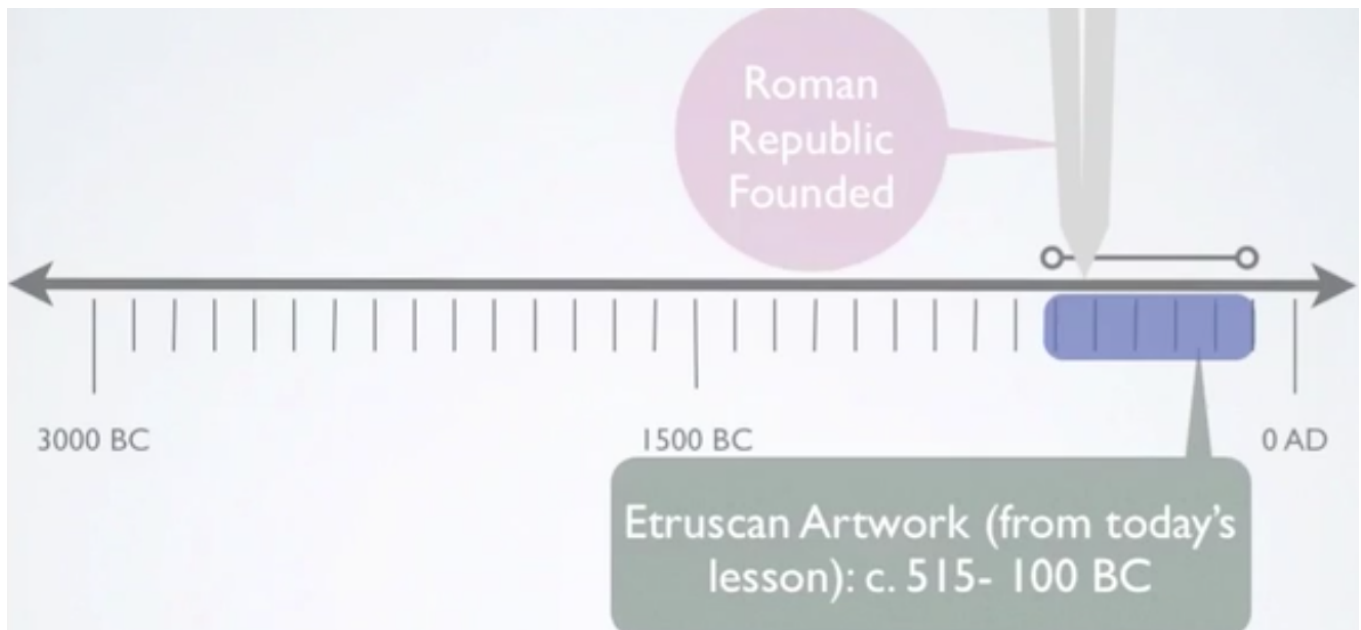 Roman
Republic
Founded
3000 BC
1500 BC
0 AD
Etruscan Artwork (from today's
lesson): c. 515- 100 BC